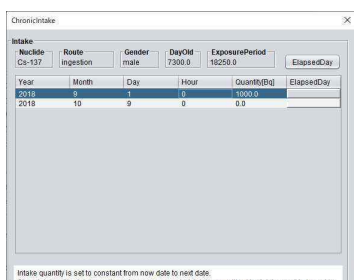 ChronicIntake
Intake
Nuclide Route Gender DayOld ExposurePeriod
Cs-137 ingestion male 7300.0 18250.0 ElapsedDay
Year Month Day Hour Quantity[Bq] ElapsedDay
2018 9 1 0 1000.0
2018 10 9 0 0.0
Intake quantity is set to constant from now date to next date.